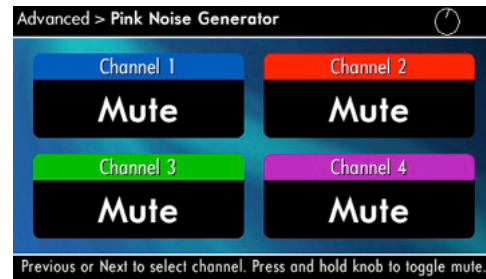 Advanced > Pink Noise Generator
Channel 1
Channel 2
Mute
Mute
Channel 3
Channel 4
Mute
Mute
Previous or Next to select channel. Press and hold knob to toggle mute.